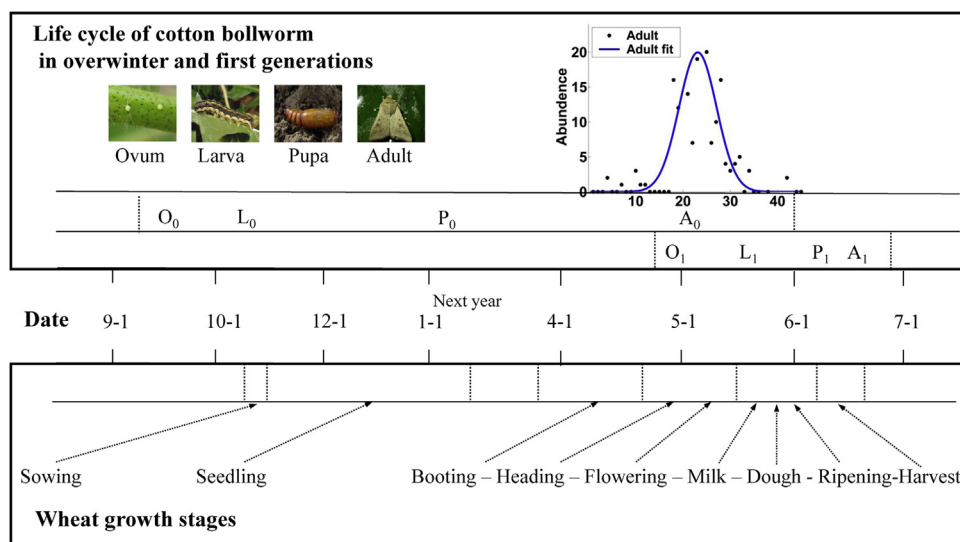 Life cycle of cotton bollworm
in overwinter and first generations
Ovum Larva Pupa Adult
Adult
Adult fit
Abundence
20
15
10
5
0
10 20 30 40
O0 L0 P0 A0
O1 L1 P1 A1
Next year
Date 9-1 10-1 12-1 1-1 4-1 5-1 6-1 7-1
Sowing Seedling Booting – Heading – Flowering – Milk – Dough - Ripening-Harvest
Wheat growth stages